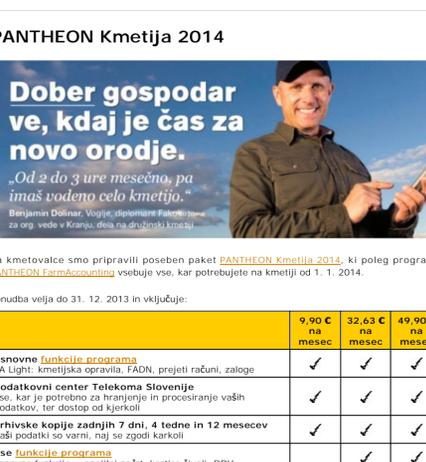 PANTHEON Kmetija 2014
Dober gospodar
ve, kdaj je čas za
novo orodje.
„Od 2 do 3 ure mesečno, pa
imaš vodeno celo kmetijo.“
Benjamin Dolinar, Voglje, diplomant
za org. vede v Kranju, dela na družinski kmetiji
kmetovalce smo pripravili poseben paket PANTHEON Kmetija 2014, ki poleg
ANTHEON FarmAccounting vsebuje vse, kar potrebujete na kmetiji od 1. 1. 2014.
onudba velja do 31. 12. 2013 in vključuje:
9,90 € na mesec 32,63 € na mesec 49,90 na mesec
snovne funkcije programa
A Light: kmetijska opravila, FADN, prejeti računi, zaloge
odatkovni center Telekoma Slovenije
se, kar je potrebno za hranjenje in procesiranje vaših
odatkov, ter dostop od kjerkoli
rhivske kopije zadnjih 7 dni, 4 tedne in 12 mesecev
aši podatki so varni, naj se zgodi karkoli
se funkcije programa